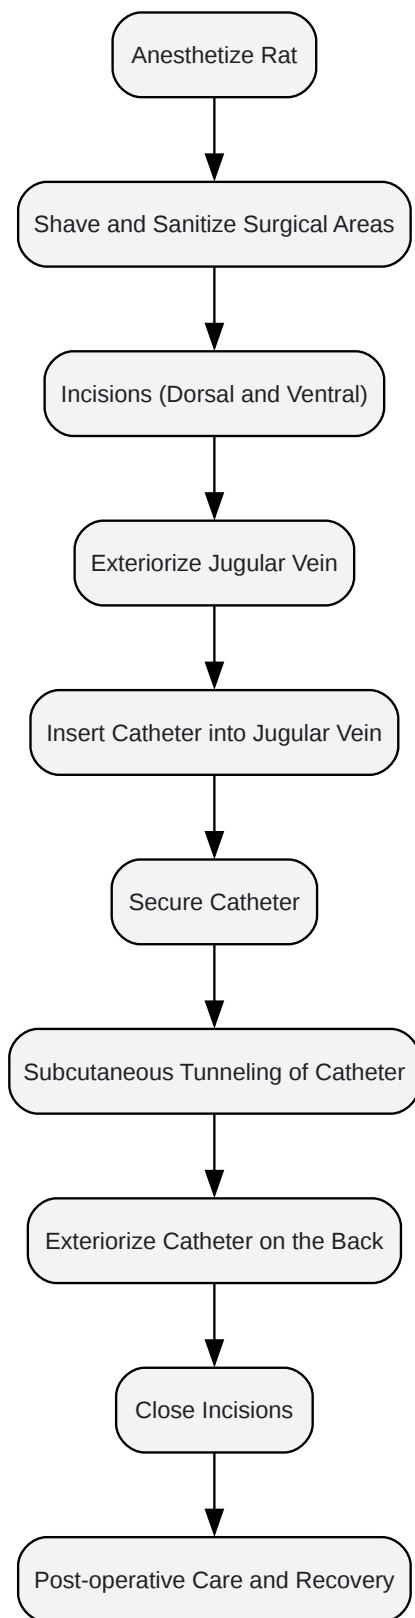 Anesthetize Rat
Shave and Sanitize Surgical Areas
Incisions (Dorsal and Ventral)
Exteriorize Jugular Vein
Insert Catheter into Jugular Vein
Secure Catheter
Subcutaneous Tunneling of Catheter
Exteriorize Catheter on the Back
Close Incisions
Post-operative Care and Recovery